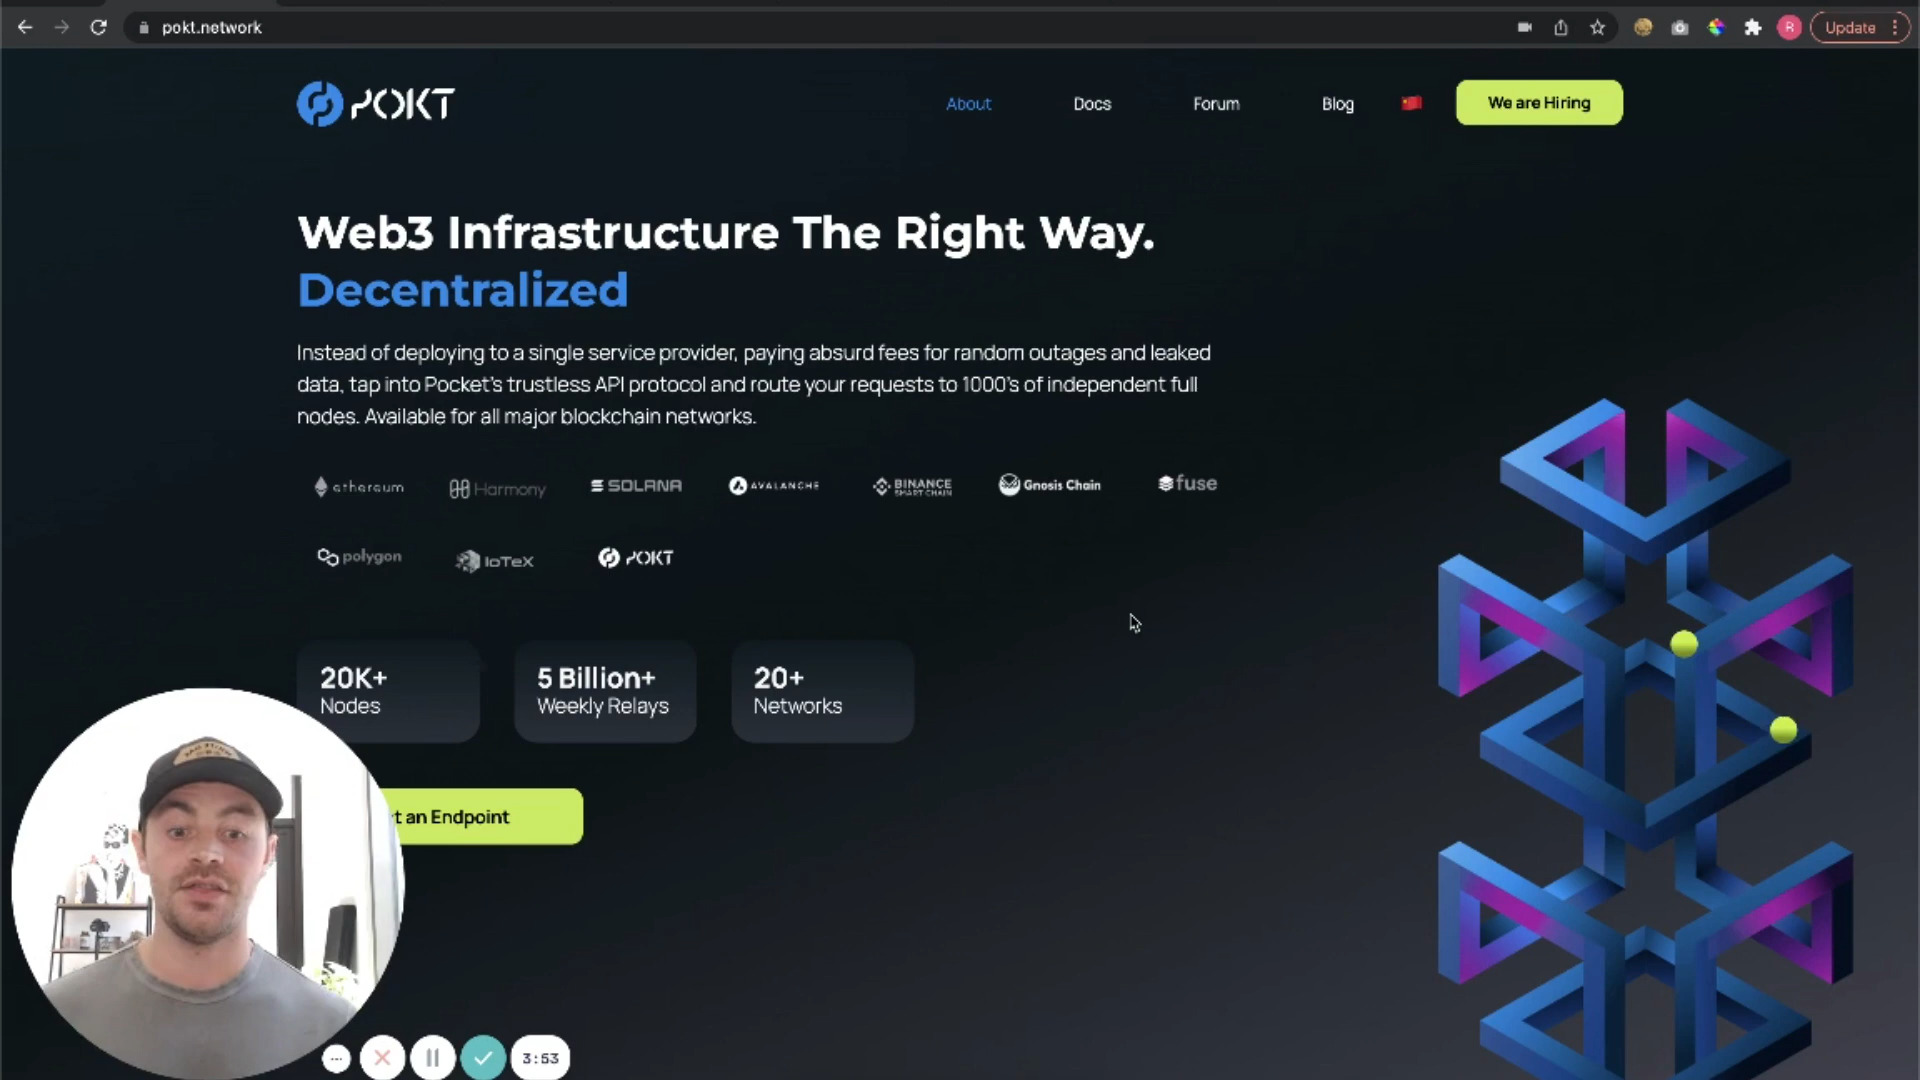 pokt.network
Update
POKT
About
Docs
Forum
Blog
We are Hiring
Web3 Infrastructure The Right Way.
Decentralized
Instead of deploying to a single service provider, paying absurd fees for random outages and leaked
data, tap into Pocket's trustless API protocol and route your requests to 1000's of independent full
nodes. Available for all major blockchain networks.
ethereum
Harmony
SOLANA
AVALANCHE
BINANCE
SMART CHAIN
Gnosis Chain
fuse
polygon
IoTeX
POKT
20K+
Nodes
5 Billion+
Weekly Relays
20+
Networks
t an Endpoint
3:53